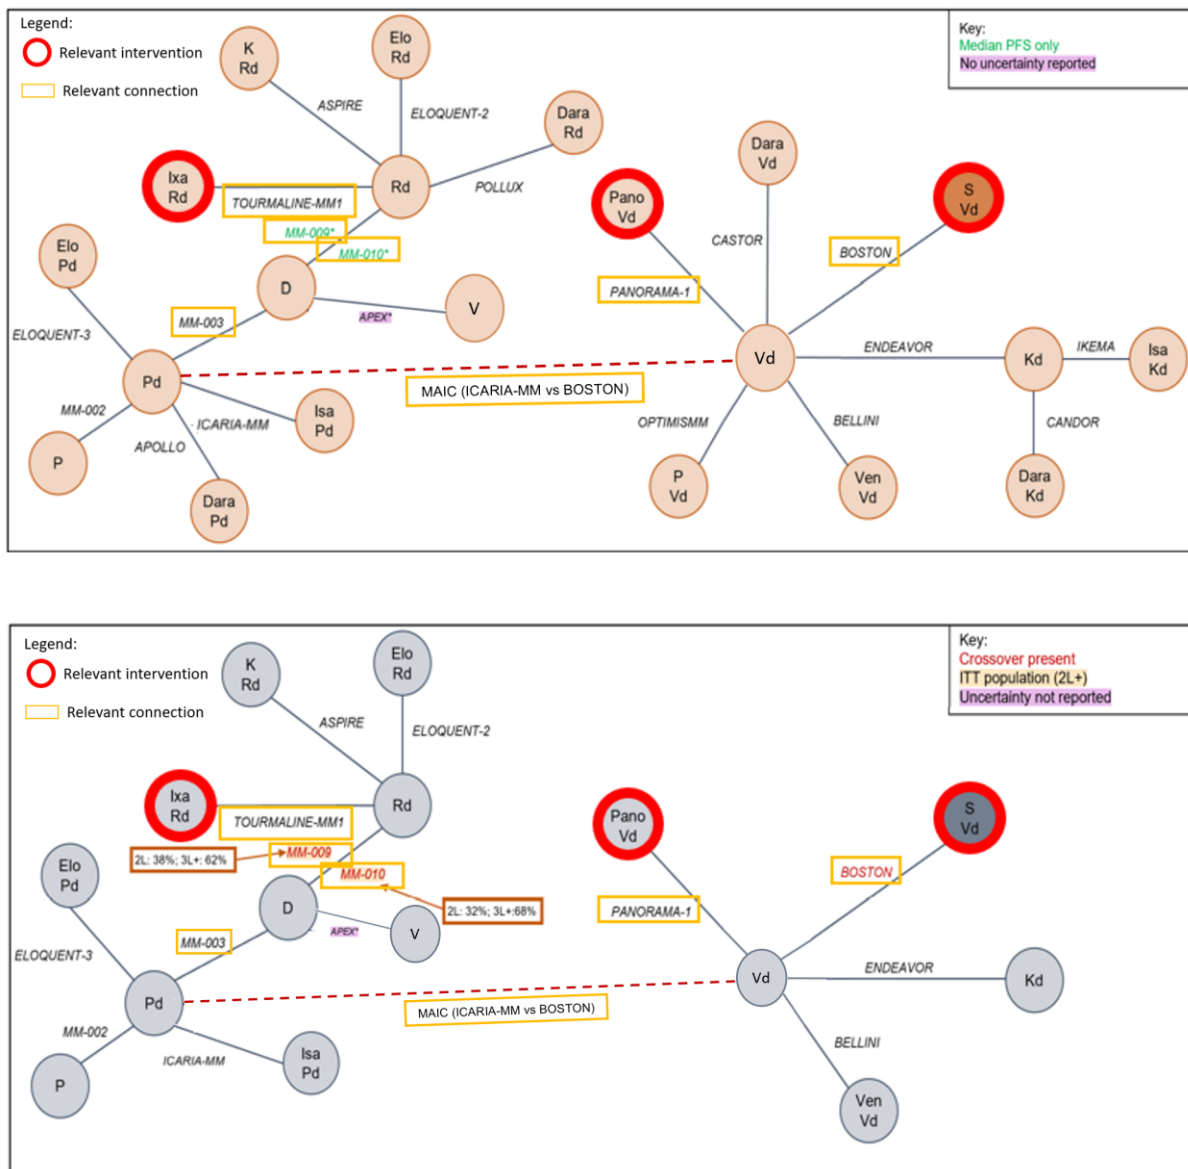 Legend:
Relevant intervention
Relevant connection
Key:
Median PFS only
No uncertainty reported
K
Rd
Elo
Rd
ASPIRE
ELOQUENT-2
Dara
Rd
Ixa
Rd
Rd
POLLUX
TOURMALINE-MM1
MM-009*
MM-010*
Pano
Vd
Dara
Vd
S
Vd
CASTOR
BOSTON
PANORAMA-1
Elo
Pd
D
V
APEX*
MM-003
ELOQUENT-3
Pd
MAIC (ICARIA-MM vs BOSTON)
Vd
ENDEAVOR
Kd
IKEMA
Isa
Kd
MM-002
ICARIA-MM
Isa
Pd
APOLLO
P
Dara
Pd
OPTIMISMM
BELLINI
CANDOR
P
Vd
Ven
Vd
Dara
Kd
Legend:
Relevant intervention
Relevant connection
Key:
Crossover present
ITT population (2L+)
Uncertainty not reported
K
Rd
Elo
Rd
ASPIRE
ELOQUENT-2
Ixa
Rd
Rd
TOURMALINE-MM1
2L: 38%; 3L+: 62%
MM-009
MM-010
2L: 32%; 3L+:68%
Pano
Vd
S
Vd
BOSTON
PANORAMA-1
Elo
Pd
D
V
APEX*
MM-003
ELOQUENT-3
Pd
MAIC (ICARIA-MM vs BOSTON)
Vd
ENDEAVOR
Kd
MM-002
ICARIA-MM
Isa
Pd
P
BELLINI
Ven
Vd